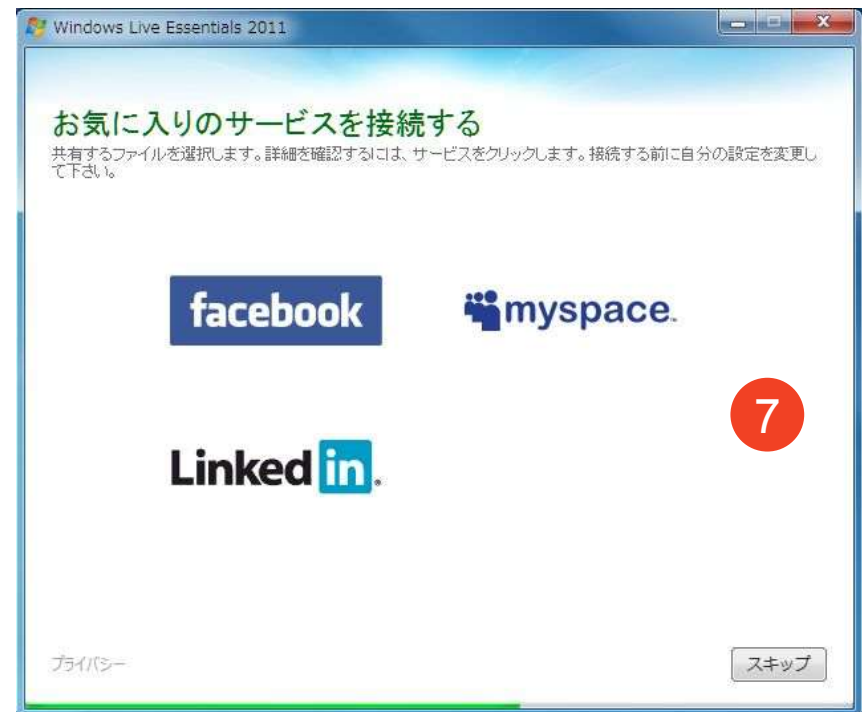 Windows Live Essentials 2011
お気に入りのサービスを接続する
共有するファイルを選択します。詳細を確認するには、サービスをクリックします。接続する前に自分の設定を変更し
て下さい。
facebook
myspace™
7
Linked in®
プライバシー
スキップ